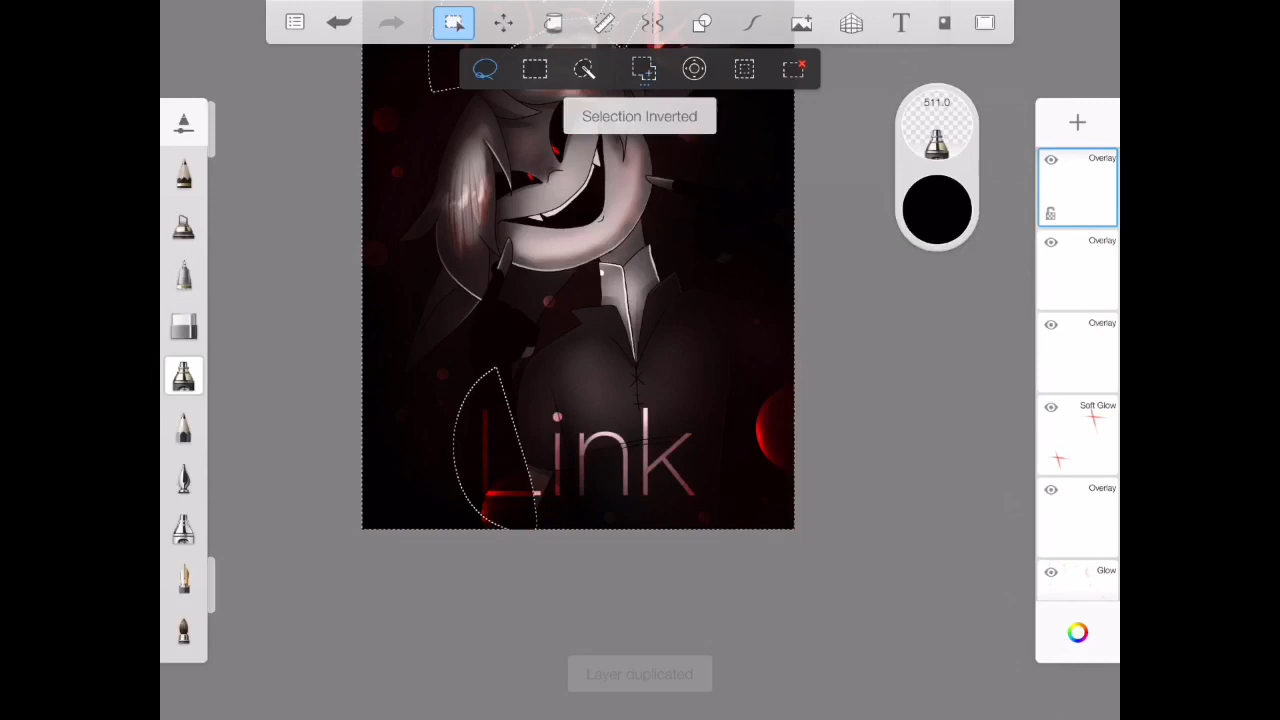 511.0
Selection Inverted
Overlay
Overlay
Overlay
Soft Glow
Overlay
Glow
Link
Layer duplicated